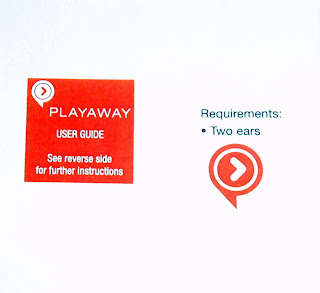 PLAYAWAY
USER GUIDE
See reverse side
for further instructions
Requirements:
• Two ears